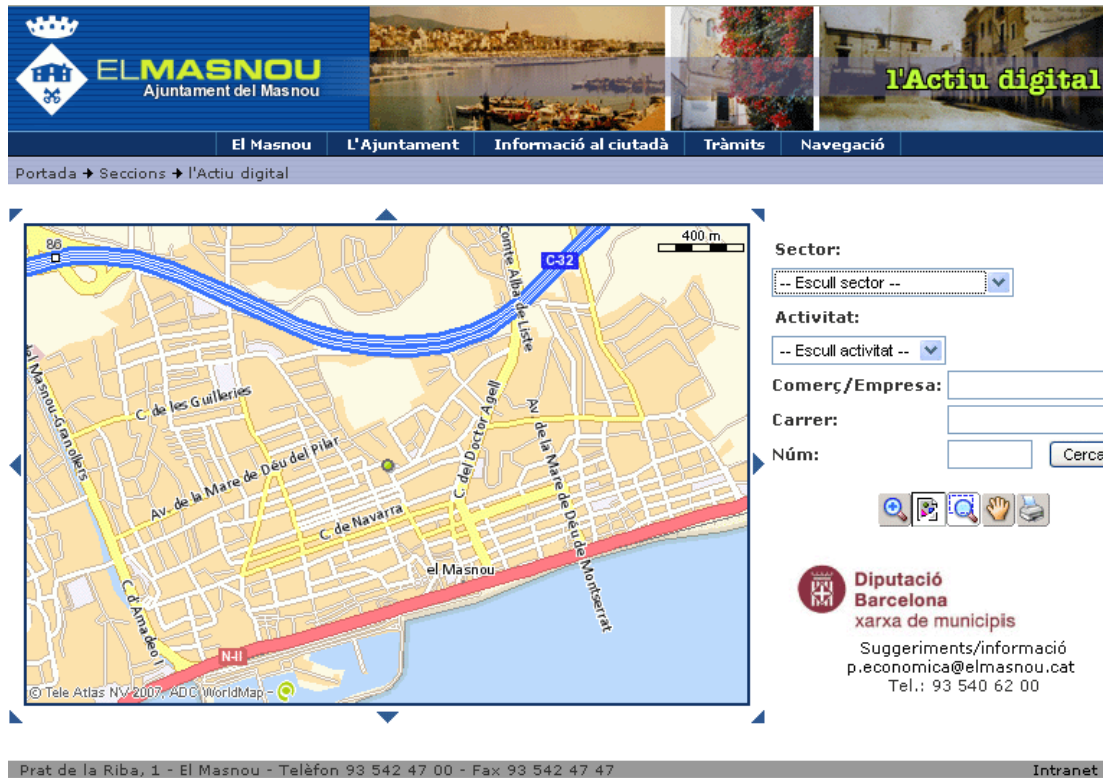 ELMASNOU
Ajuntament del Masnou
l'Actiu digital
El Masnou L'Ajuntament Informació al ciutadà Tràmits Navegació
Portada → Seccions → l'Actiu digital
86
400 m
C-32
Comte Alba de Liste
el Masnou-Granollers
C. de les Guilleries
Av. de la Mare de Déu del Pilar
C. del Doctor Agell
Av. de la Mare de Déu de Montserrat
C. de Navarra
el Masnou
C. d'Amadeo I
N-II
© Tele Atlas NV 2007, ADC WorldMap -
Sector:
-- Escull sector --
Activitat:
-- Escull activitat --
Comerç/Empresa:
Carrer:
Núm:
Cerca
Diputació
Barcelona
xarxa de municipis
Suggeriments/informació
p.economica@elmasnou.cat
Tel.: 93 540 62 00
Prat de la Riba, 1 - El Masnou - Telèfon 93 542 47 00 - Fax 93 542 47 47 Intranet